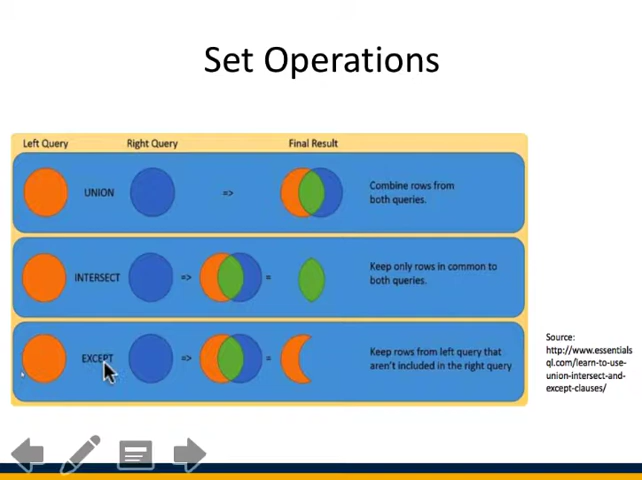 Set Operations
Left Query Right Query Final Result
UNION => Combine rows from
both queries.
INTERSECT => = Keep only rows in common to
both queries.
EXCEPT => = Keep rows from left query that
aren't included in the right query
Source:
http://www.essentials
ql.com/learn-to-use-
union-intersect-and-
except-clauses/